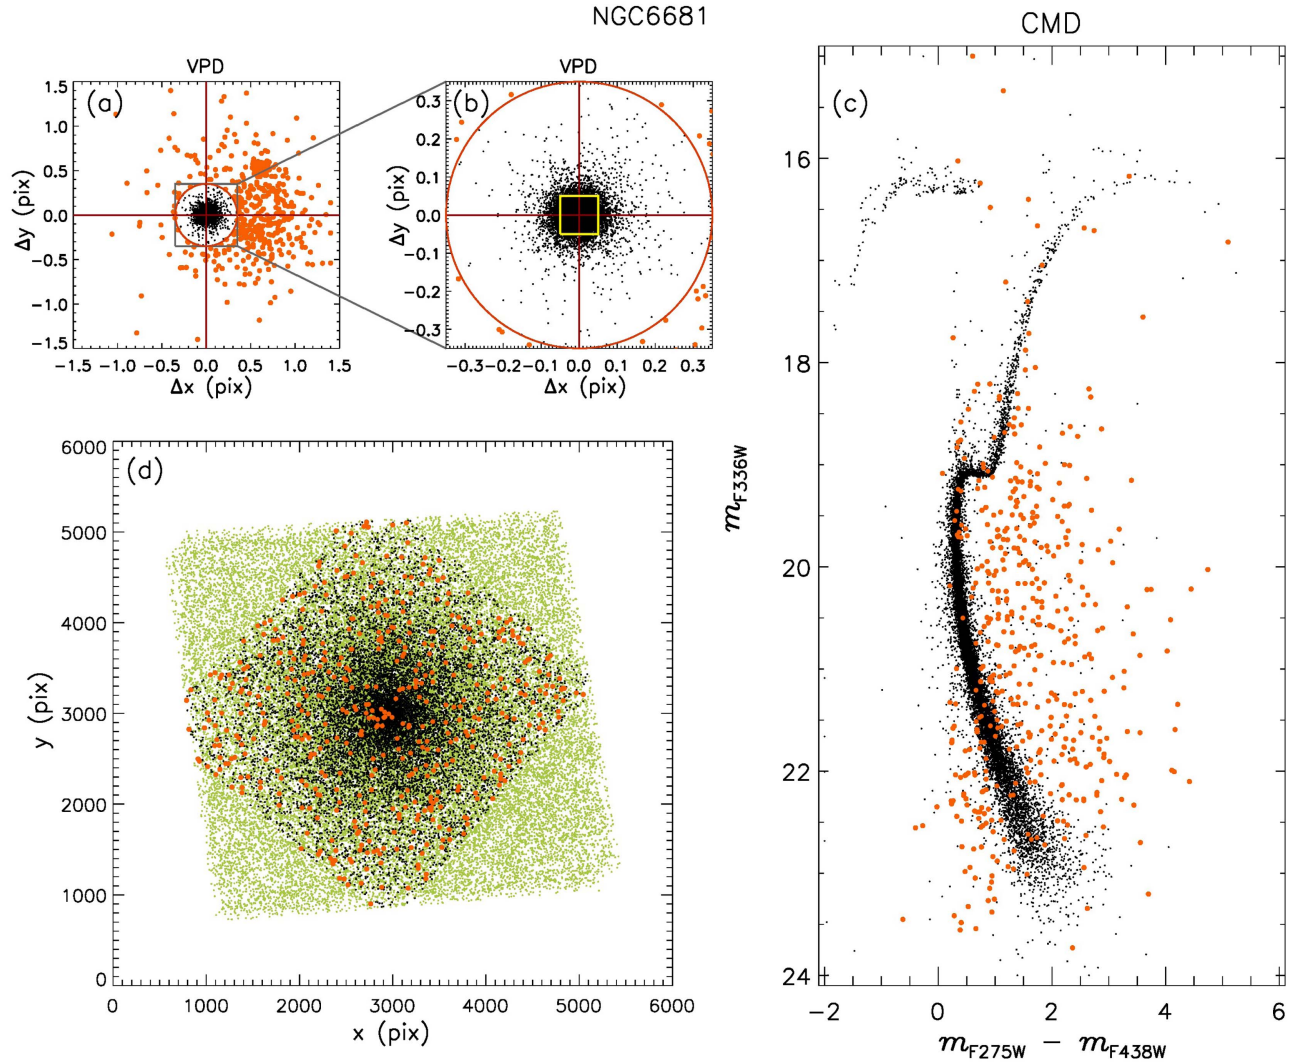 NGC6681
VPD
(a)
Δy (pix)
1.5
1.0
0.5
0.0
−0.5
−1.0
−1.5
−1.5 −1.0 −0.5 0.0 0.5 1.0 1.5
Δx (pix)
VPD
(b)
Δy (pix)
0.3
0.2
0.1
0.0
−0.1
−0.2
−0.3
−0.3 −0.2 −0.1 −0.0 0.1 0.2 0.3
Δx (pix)
CMD
(c)
m_F336W
16
18
20
22
24
−2 0 2 4 6
m_F275W − m_F438W
(d)
y (pix)
6000
5000
4000
3000
2000
1000
0
0 1000 2000 3000 4000 5000 6000
x (pix)